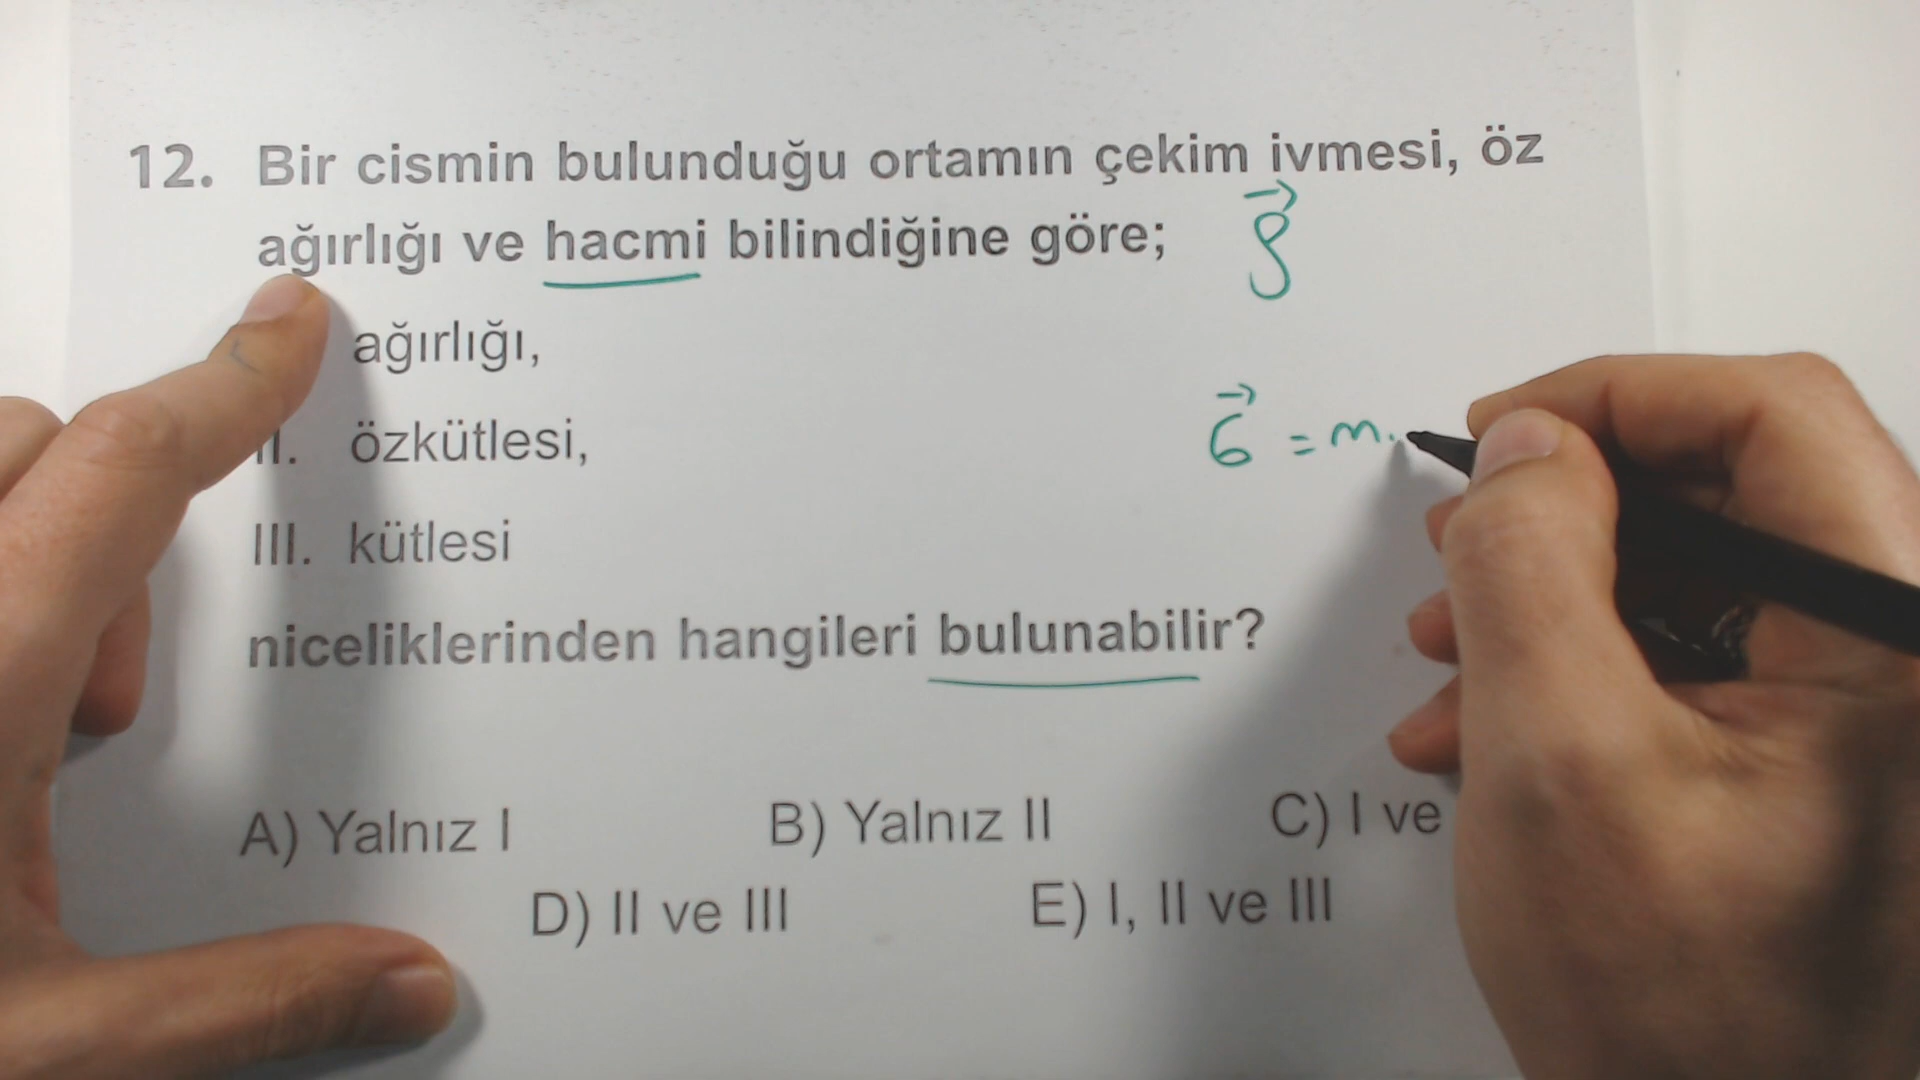 12. Bir cismin bulunduğu ortamın çekim ivmesi, öz
ağırlığı ve hacmi bilindiğine göre;
ρ
ağırlığı,
G = m.
II. özkütlesi,
III. kütlesi
niceliklerinden hangileri bulunabilir?
A) Yalnız I B) Yalnız II C) I ve
D) II ve III E) I, II ve III